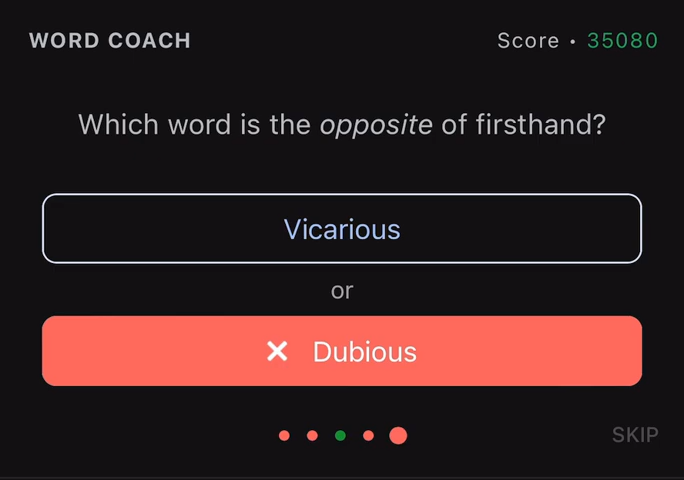 WORD COACH
Score • 35080
Which word is the opposite of firsthand?
Vicarious
or
✕ Dubious
SKIP